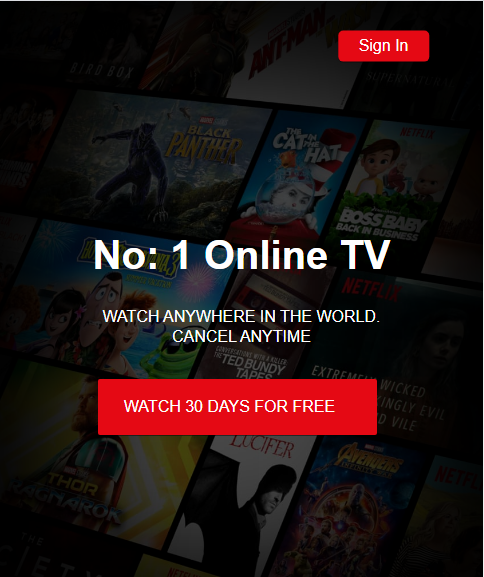 BIRD BOX
ANT-MAN
Sign In
SUPERNATURAL
MARVEL STUDIOS
BLACK
PANTHER
THE
CAT IN
THE
HAT
NETFLIX
BOSS BABY
BACK IN BUSINESS
No: 1 Online TV
NETFLIX
WATCH ANYWHERE IN THE WORLD.
CANCEL ANYTIME
CONVERSATIONS WITH A KILLER
THE
TED BUNDY
TAPES
EXTREMELY WICKED
SHOCKINGLY EVIL
AND VILE
WATCH 30 DAYS FOR FREE
LUCIFER
AVENGERS
THOR
RAGNAROK
NETFLIX